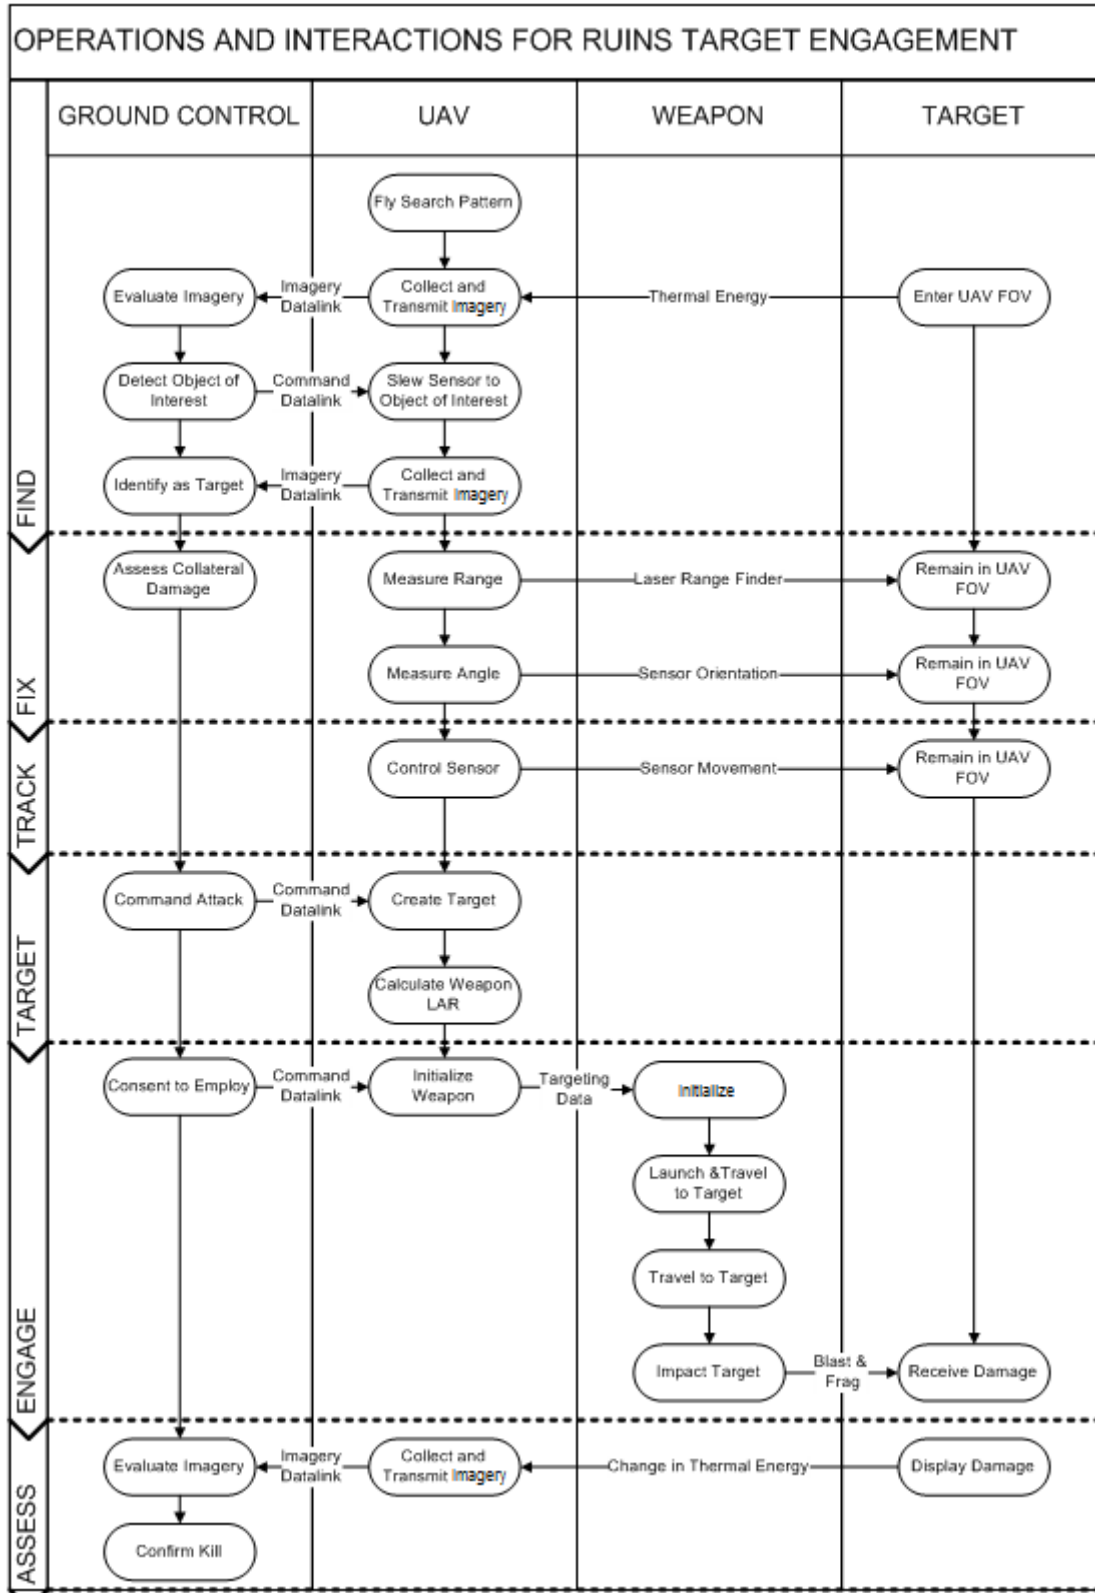 OPERATIONS AND INTERACTIONS FOR RUINS TARGET ENGAGEMENT
GROUND CONTROL
UAV
WEAPON
TARGET
FIND
Fly Search Pattern
Evaluate Imagery
Imagery
Datalink
Collect and
Transmit Imagery
Thermal Energy
Enter UAV FOV
Detect Object of
Interest
Command
Datalink
Slew Sensor to
Object of Interest
Identify as Target
Imagery
Datalink
Collect and
Transmit Imagery
FIX
Assess Collateral
Damage
Measure Range
Laser Range Finder
Remain in UAV
FOV
Measure Angle
Sensor Orientation
Remain in UAV
FOV
TRACK
Control Sensor
Sensor Movement
Remain in UAV
FOV
TARGET
Command Attack
Command
Datalink
Create Target
Calculate Weapon
LAR
ENGAGE
Consent to Employ
Command
Datalink
Initialize
Weapon
Targeting
Data
Initialize
Launch &Travel
to Target
Travel to Target
Impact Target
Blast &
Frag
Receive Damage
ASSESS
Evaluate Imagery
Imagery
Datalink
Collect and
Transmit Imagery
Change in Thermal Energy
Display Damage
Confirm Kill